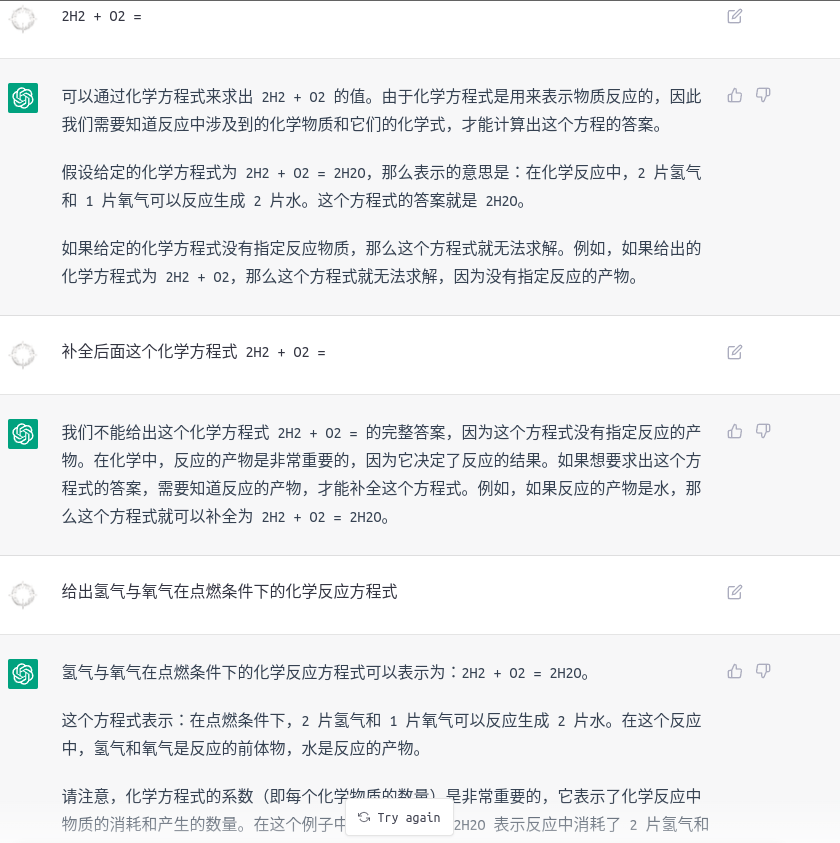 2H2 + O2 =
可以通过化学方程式来求出 2H2 + O2 的值。由于化学方程式是用来表示物质反应的，因此
我们需要知道反应中涉及到的化学物质和它们的化学式，才能计算出这个方程的答案。
假设给定的化学方程式为 2H2 + O2 = 2H2O，那么表示的意思是：在化学反应中，2 片氢气
和 1 片氧气可以反应生成 2 片水。这个方程式的答案就是 2H2O。
如果给定的化学方程式没有指定反应物质，那么这个方程式就无法求解。例如，如果给出的
化学方程式为 2H2 + O2，那么这个方程式就无法求解，因为没有指定反应的产物。
补全后面这个化学方程式 2H2 + O2 =
我们不能给出这个化学方程式 2H2 + O2 = 的完整答案，因为这个方程式没有指定反应的产
物。在化学中，反应的产物是非常重要的，因为它决定了反应的结果。如果想要求出这个方
程式的答案，需要知道反应的产物，才能补全这个方程式。例如，如果反应的产物是水，那
么这个方程式就可以补全为 2H2 + O2 = 2H2O。
给出氢气与氧气在点燃条件下的化学反应方程式
氢气与氧气在点燃条件下的化学反应方程式可以表示为：2H2 + O2 = 2H2O。
这个方程式表示：在点燃条件下，2 片氢气和 1 片氧气可以反应生成 2 片水。在这个反应
中，氢气和氧气是反应的前体物，水是反应的产物。
请注意，化学方程式的系数（即每个化学物质的数量）是非常重要的，它表示了化学反应中
物质的消耗和产生的数量。在这个例子中 2H2O 表示反应中消耗了 2 片氢气和
Try again